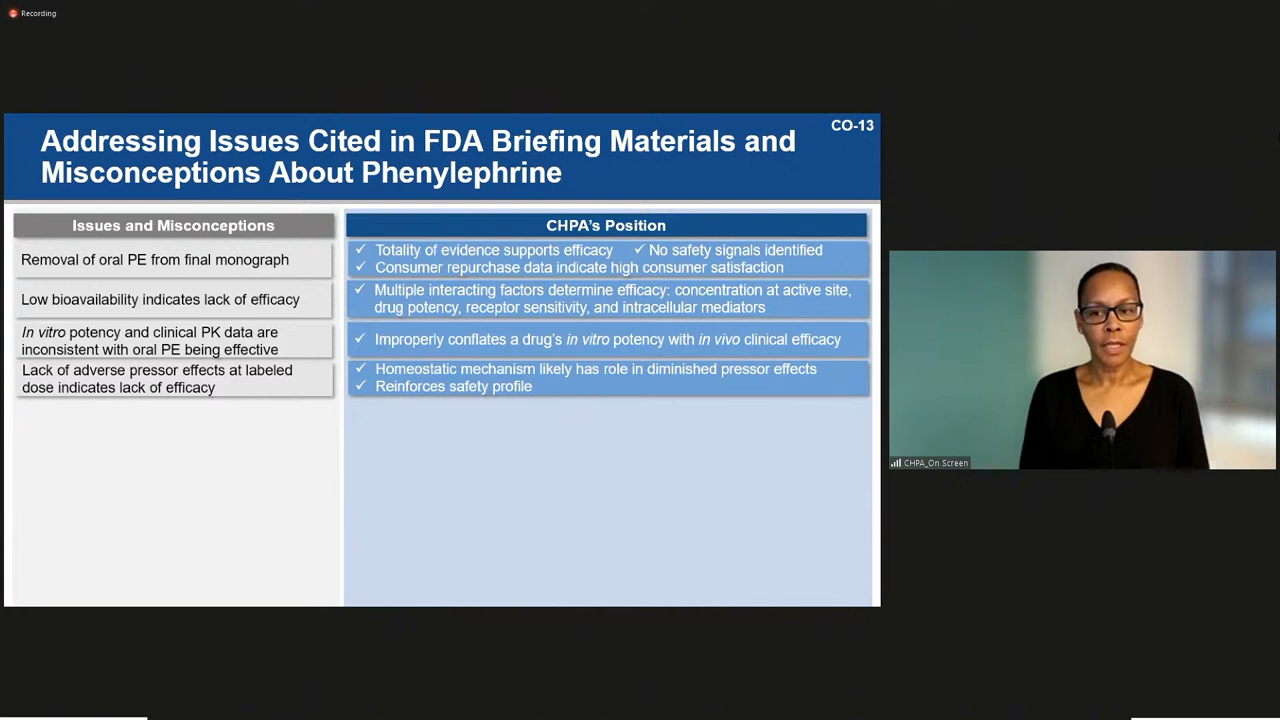 Recording
CO-13
Addressing Issues Cited in FDA Briefing Materials and
Misconceptions About Phenylephrine
Issues and Misconceptions
CHPA's Position
Removal of oral PE from final monograph
✓ Totality of evidence supports efficacy ✓ No safety signals identified
✓ Consumer repurchase data indicate high consumer satisfaction
Low bioavailability indicates lack of efficacy
✓ Multiple interacting factors determine efficacy: concentration at active site,
drug potency, receptor sensitivity, and intracellular mediators
In vitro potency and clinical PK data are
inconsistent with oral PE being effective
✓ Improperly conflates a drug's in vitro potency with in vivo clinical efficacy
Lack of adverse pressor effects at labeled
dose indicates lack of efficacy
✓ Homeostatic mechanism likely has role in diminished pressor effects
✓ Reinforces safety profile
CHPA_On Screen